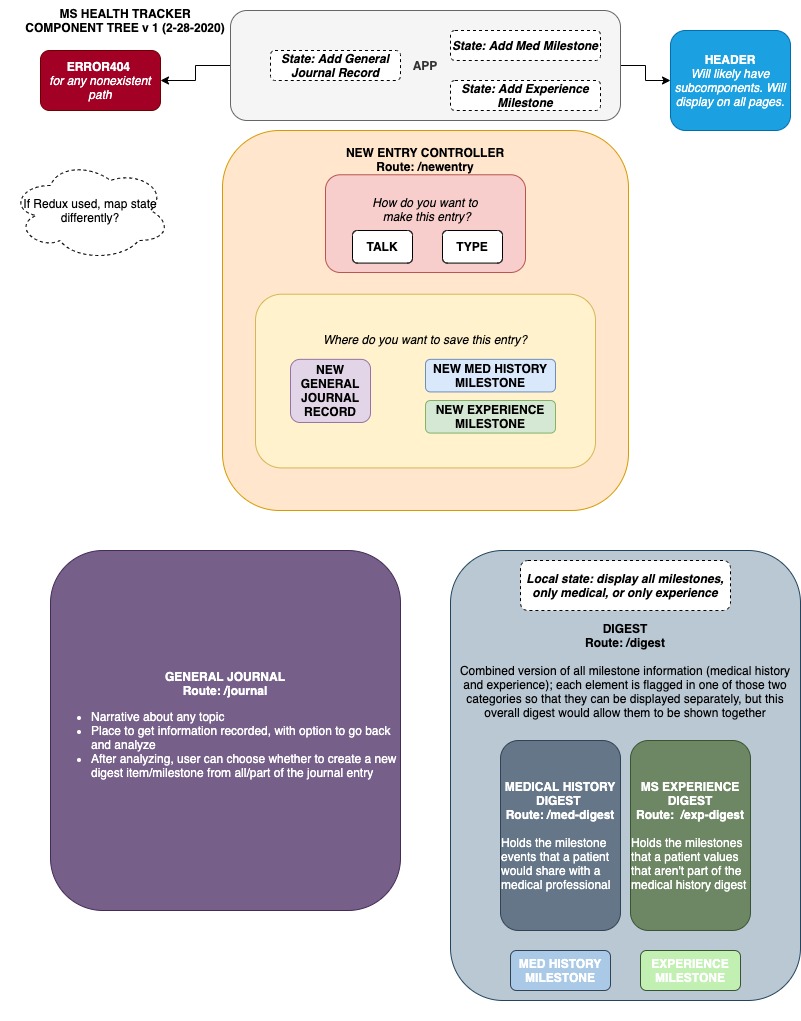 MS HEALTH TRACKER
COMPONENT TREE v 1 (2-28-2020)
ERROR404
for any nonexistent
path
State: Add General
Journal Record
APP
State: Add Med Milestone
State: Add Experience
Milestone
HEADER
Will likely have
subcomponents. Will
display on all pages.
If Redux used, map state
differently?
NEW ENTRY CONTROLLER
Route: /newentry
How do you want to
make this entry?
TALK
TYPE
Where do you want to save this entry?
NEW
GENERAL
JOURNAL
RECORD
NEW MED HISTORY
MILESTONE
NEW EXPERIENCE
MILESTONE
GENERAL JOURNAL
Route: /journal
• Narrative about any topic
• Place to get information recorded, with option to go back
and analyze
• After analyzing, user can choose whether to create a new
digest item/milestone from all/part of the journal entry
Local state: display all milestones,
only medical, or only experience
DIGEST
Route: /digest
Combined version of all milestone information (medical history
and experience); each element is flagged in one of those two
categories so that they can be displayed separately, but this
overall digest would allow them to be shown together
MEDICAL HISTORY
DIGEST
Route: /med-digest
Holds the milestone
events that a patient
would share with a
medical professional
MS EXPERIENCE
DIGEST
Route: /exp-digest
Holds the milestones
that a patient values
that aren't part of the
medical history digest
MED HISTORY
MILESTONE
EXPERIENCE
MILESTONE